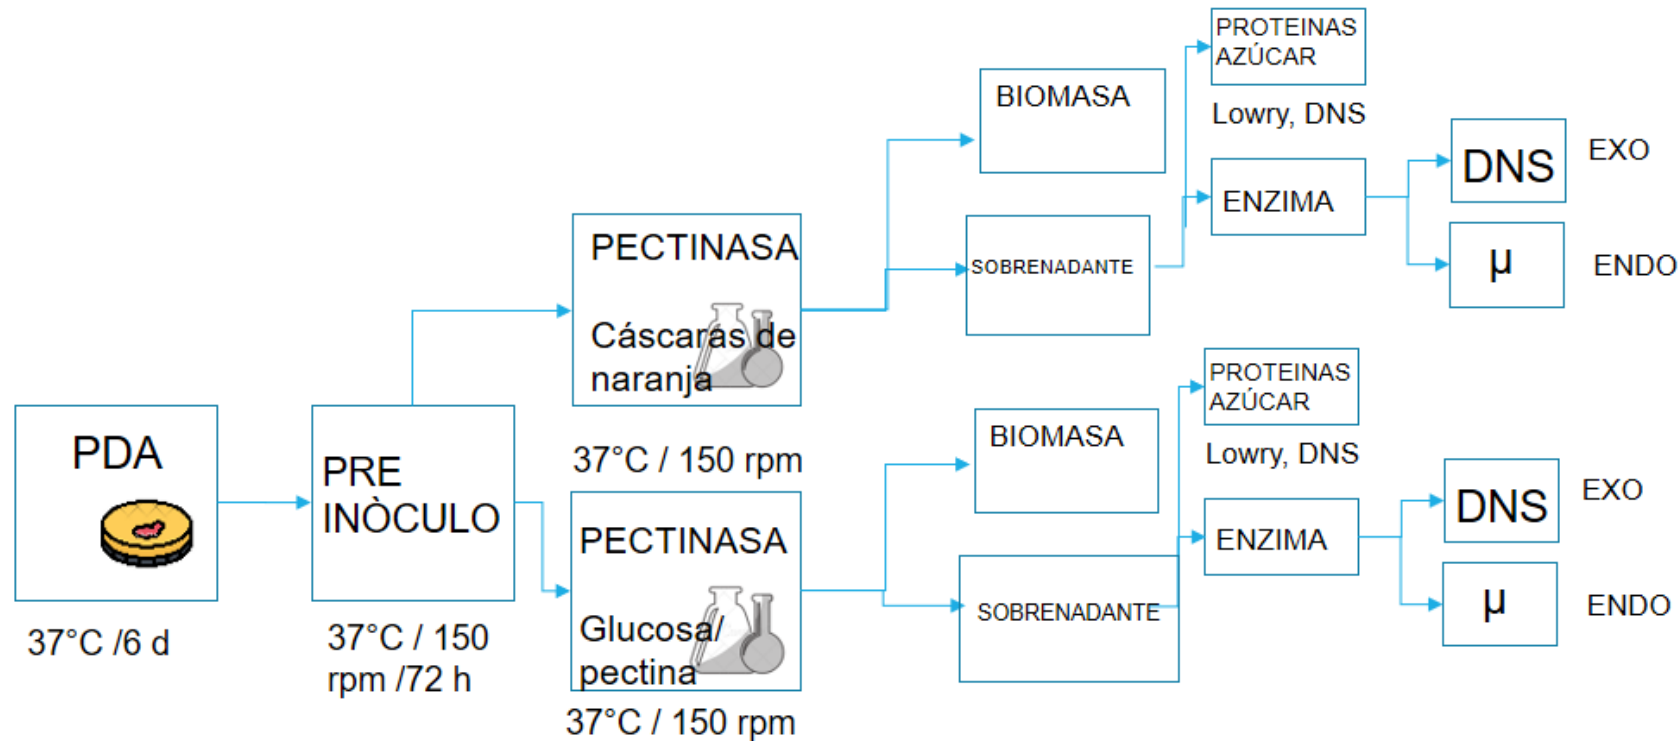 PDA
37°C /6 d
PRE
INÒCULO
37°C / 150
rpm /72 h
PECTINASA
Cáscaras de
naranja
37°C / 150 rpm
PECTINASA
Glucosa/
pectina
37°C / 150 rpm
BIOMASA
SOBRENADANTE
PROTEINAS
AZÚCAR
Lowry, DNS
ENZIMA
DNS
EXO
µ
ENDO
BIOMASA
SOBRENADANTE
PROTEINAS
AZÚCAR
Lowry, DNS
ENZIMA
DNS
EXO
µ
ENDO